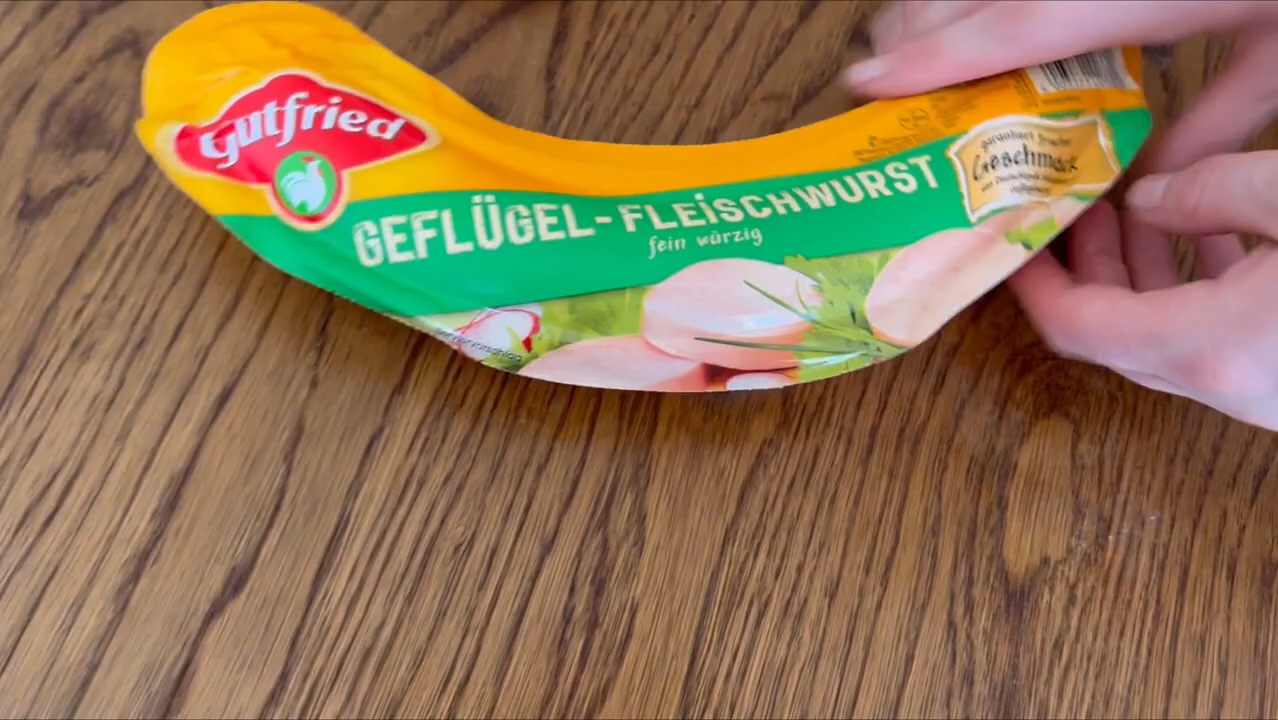 Gutfried
GEFLÜGEL-FLEISCHWURST
fein würzig
garantiert frischer
Geschmack